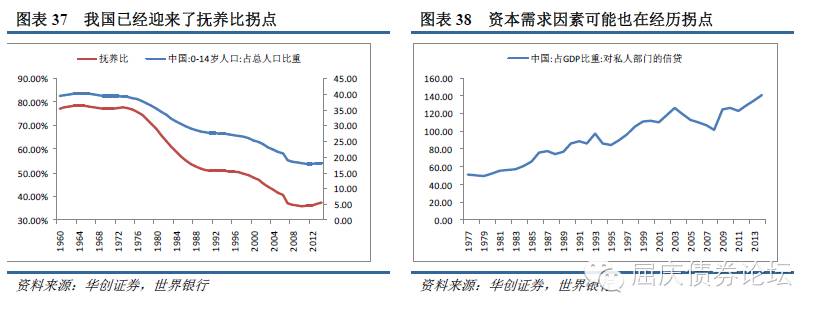 图表 37 我国已经迎来了抚养比拐点
抚养比 中国:0-14岁人口:占总人口比重
90.00%
80.00%
70.00%
60.00%
50.00%
40.00%
30.00%
45.00
40.00
35.00
30.00
25.00
20.00
15.00
10.00
5.00
0.00
1960 1964 1968 1972 1976 1980 1984 1988 1992 1996 2000 2004 2008 2012
资料来源:华创证券,世界银行
图表 38 资本需求因素可能也在经历拐点
中国:占GDP比重:对私人部门的信贷
160.00
140.00
120.00
100.00
80.00
60.00
40.00
20.00
0.00
1977 1979 1981 1983 1985 1987 1989 1991 1993 1995 1997 1999 2001 2003 2005 2007 2009 2011 2013
资料来源:华创证券,世界银行
屈庆债券论坛